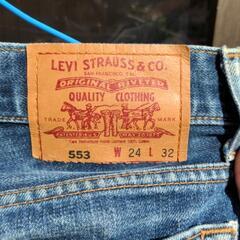 LEVI STRAUSS & CO.
SAN FRANCISCO, CAL.
ORIGINAL RIVETED
QUALITY CLOTHING
TRADE MARK
553 W 24 L 32